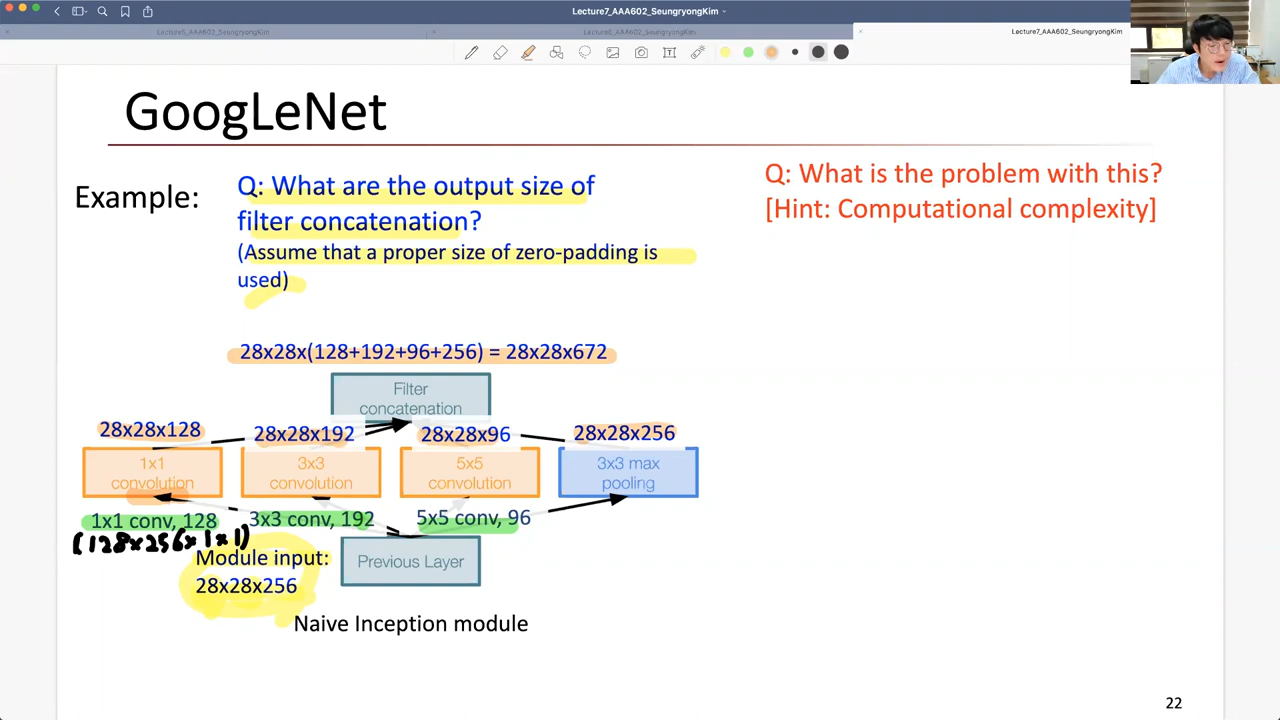 Lecture7_AAA602_SeungryongKim
Lecture5_AAA602_SeungryongKim
Lecture6_AAA602_SeungryongKim
Lecture7_AAA602_SeungryongKim
GoogLeNet
Example:
Q: What are the output size of
filter concatenation?
(Assume that a proper size of zero-padding is
used)
Q: What is the problem with this?
[Hint: Computational complexity]
28x28x(128+192+96+256) = 28x28x672
Filter
concatenation
28x28x128
28x28x192
28x28x96
28x28x256
1x1
convolution
3x3
convolution
5x5
convolution
3x3 max
pooling
1x1 conv, 128
3x3 conv, 192
5x5 conv, 96
(128x256x1x1)
Module input:
28x28x256
Previous Layer
Naive Inception module
22